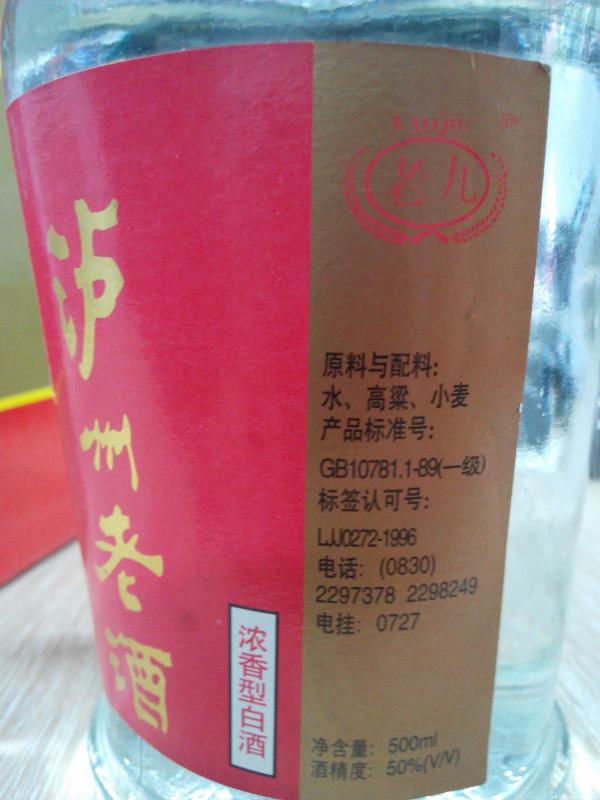 泸州老酒
浓香型白酒
LAOJIU
老九
原料与配料:
水、高粱、小麦
产品标准号:
GB10781.1-89(一级)
标签认可号:
LJJ0272-1996
电话: (0830)
2297378 2298249
电挂: 0727
净含量: 500ml
酒精度: 50%(V/V)